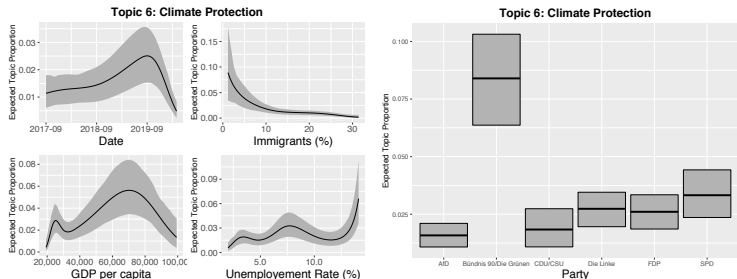 Topic 6: Climate Protection
Expected Topic Proportion
0.03
0.02
0.01
0.00
2017-09
2018-09
2019-09
Date
Expected Topic Proportion
0.15
0.10
0.05
0.00
0
10
20
30
Immigrants (%)
Expected Topic Proportion
0.08
0.06
0.04
0.02
0.00
20,000
40,000
60,000
80,000
100,00
GDP per capita
Expected Topic Proportion
0.09
0.06
0.03
0.00
5.0
10.0
Unemployement Rate (%)
Topic 6: Climate Protection
Expected Topic Proportion
0.100
0.075
0.050
0.025
AfD
Bündnis 90/Die Grünen
CDU/CSU
Die Linke
FDP
SPD
Party